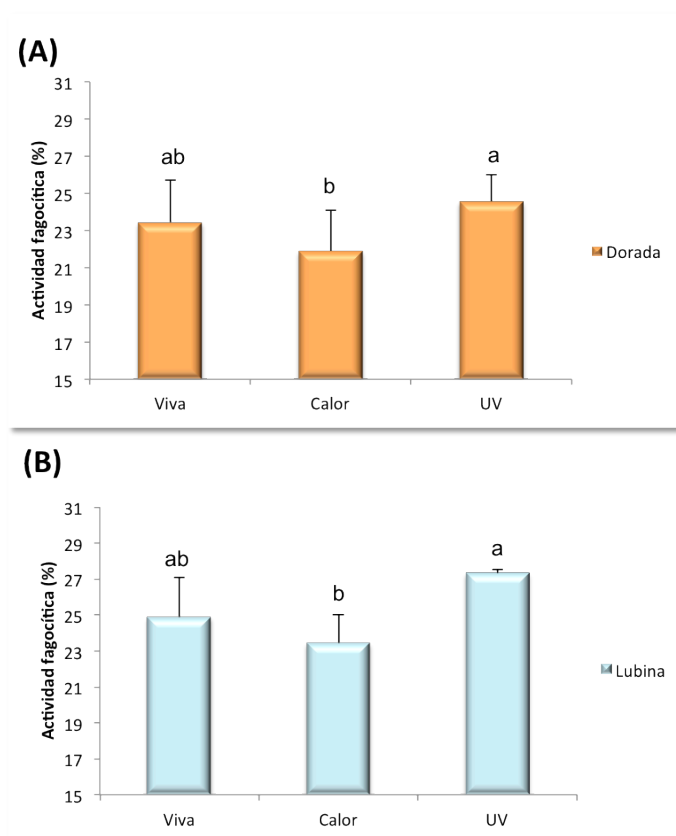 (A)
Actividad fagocítica (%)
31
29
27
25
23
21
19
17
15
ab
b
a
Viva
Calor
UV
Dorada
(B)
Actividad fagocítica (%)
31
29
27
25
23
21
19
17
15
ab
b
a
Viva
Calor
UV
Lubina